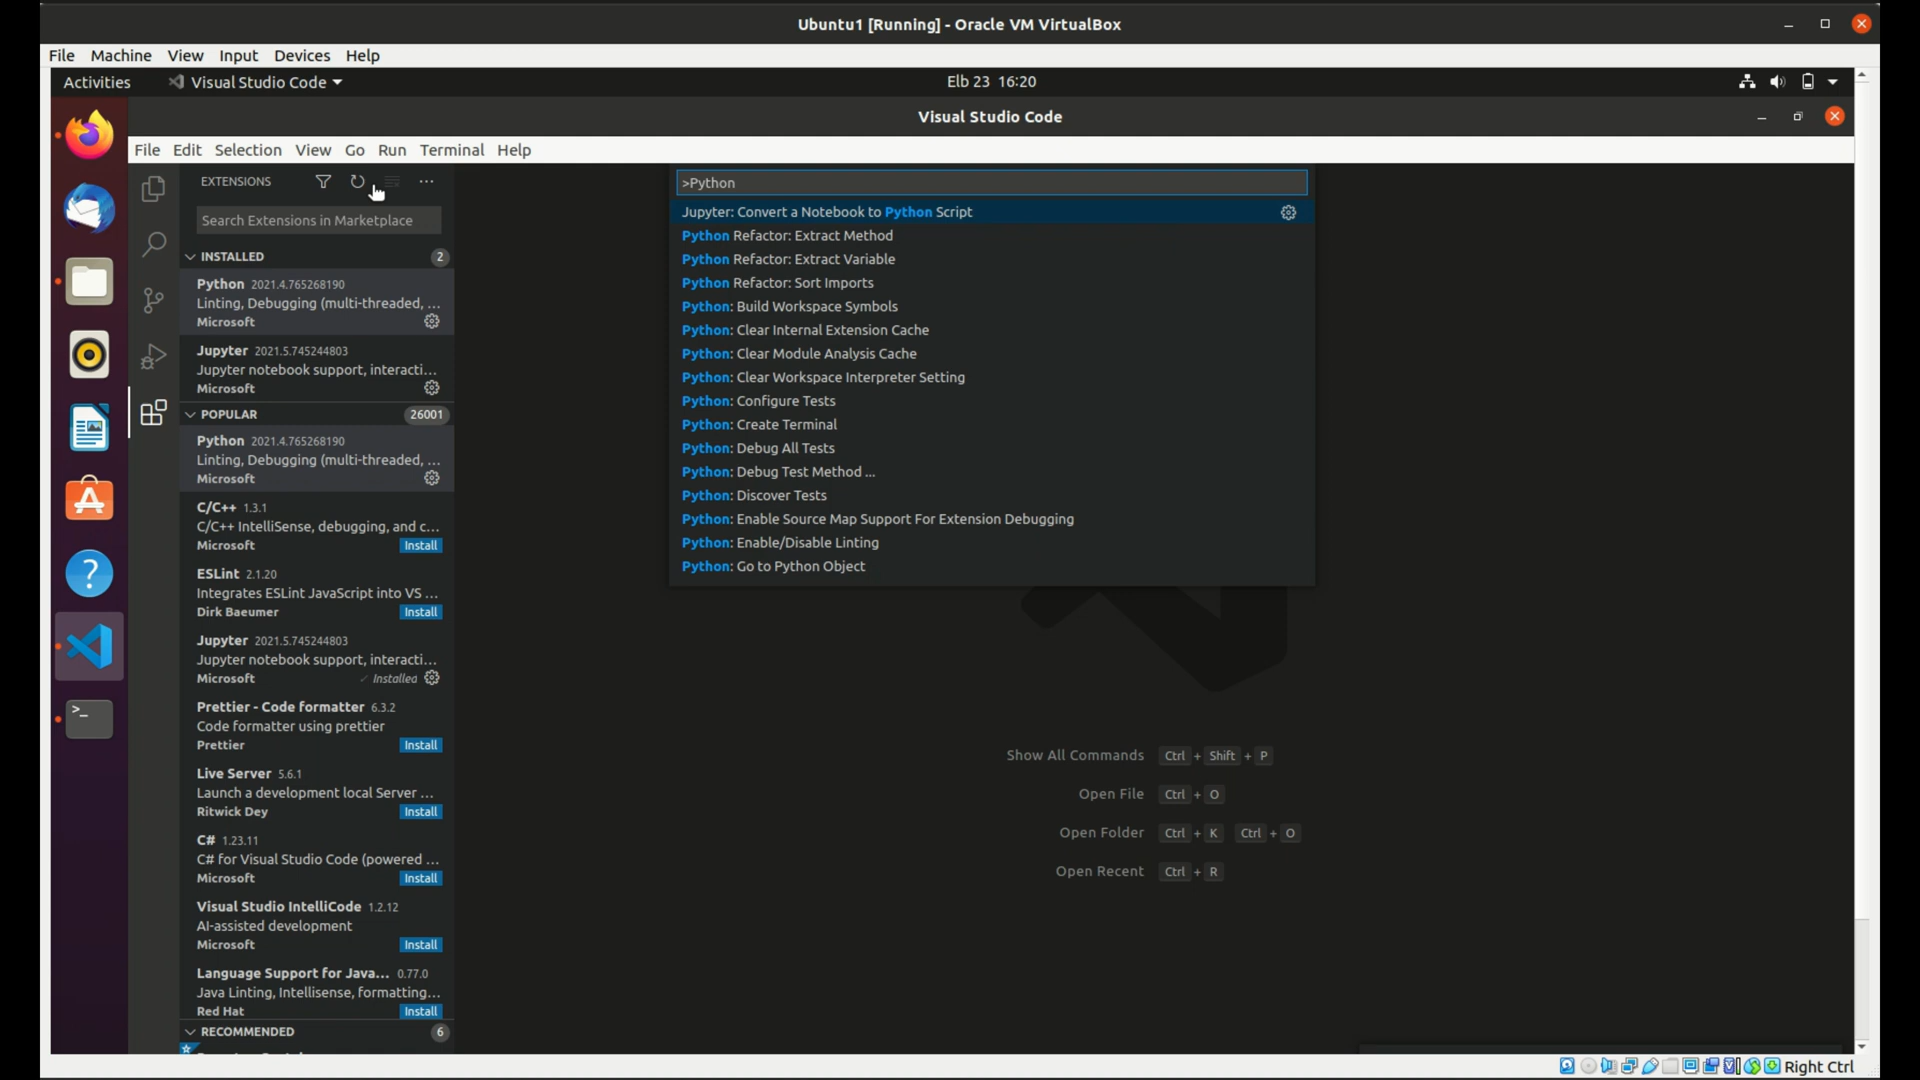 Ubuntu1 [Running] - Oracle VM VirtualBox
File Machine View Input Devices Help
Activities Visual Studio Code Elb 23 16:20
Visual Studio Code
File Edit Selection View Go Run Terminal Help
EXTENSIONS
Search Extensions in Marketplace
INSTALLED 2
Python 2021.4.765268190
Linting, Debugging (multi-threaded, ...
Microsoft
Jupyter 2021.5.745244803
Jupyter notebook support, interacti...
Microsoft
POPULAR 26001
Python 2021.4.765268190
Linting, Debugging (multi-threaded, ...
Microsoft
C/C++ 1.3.1
C/C++ IntelliSense, debugging, and c...
Microsoft Install
ESLint 2.1.20
Integrates ESLint JavaScript into VS ...
Dirk Baeumer Install
Jupyter 2021.5.745244803
Jupyter notebook support, interacti...
Microsoft ✓ Installed
Prettier - Code formatter 6.3.2
Code formatter using prettier
Prettier Install
Live Server 5.6.1
Launch a development local Server ...
Ritwick Dey Install
C# 1.23.11
C# for Visual Studio Code (powered ...
Microsoft Install
Visual Studio IntelliCode 1.2.12
AI-assisted development
Microsoft Install
Language Support for Java... 0.77.0
Java Linting, Intellisense, formatting...
Red Hat Install
RECOMMENDED 6
>Python
Jupyter: Convert a Notebook to Python Script
Python Refactor: Extract Method
Python Refactor: Extract Variable
Python Refactor: Sort Imports
Python: Build Workspace Symbols
Python: Clear Internal Extension Cache
Python: Clear Module Analysis Cache
Python: Clear Workspace Interpreter Setting
Python: Configure Tests
Python: Create Terminal
Python: Debug All Tests
Python: Debug Test Method ...
Python: Discover Tests
Python: Enable Source Map Support For Extension Debugging
Python: Enable/Disable Linting
Python: Go to Python Object
Show All Commands Ctrl + Shift + P
Open File Ctrl + O
Open Folder Ctrl + K Ctrl + O
Open Recent Ctrl + R
Right Ctrl